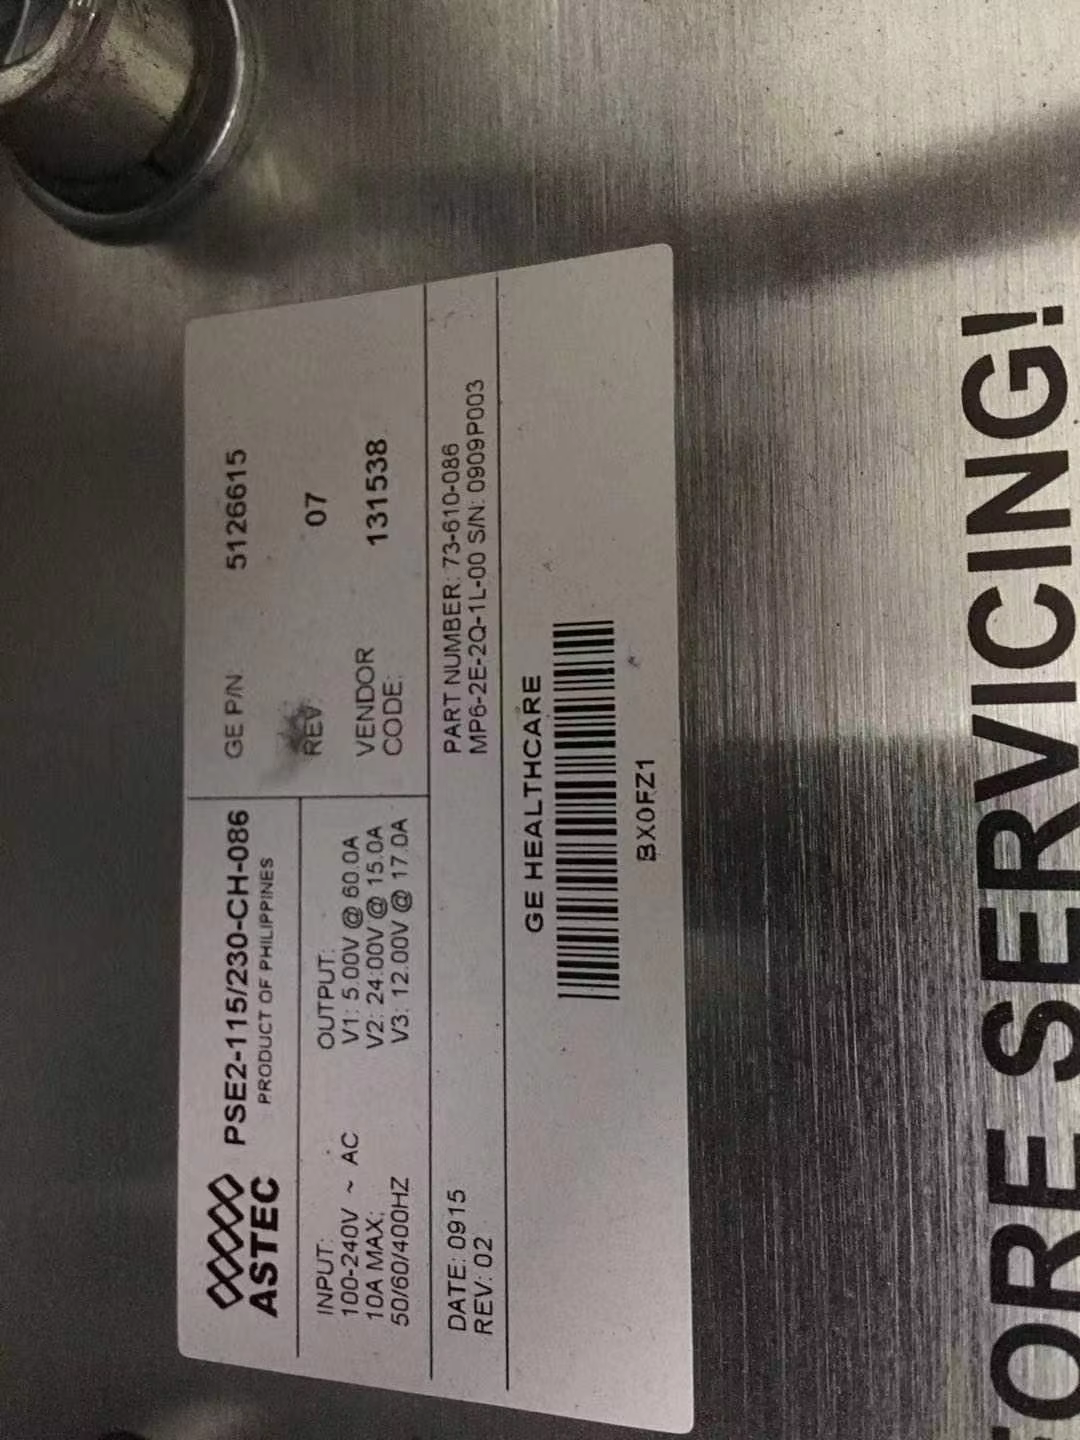 ASTEC PSE2-115/230-CH-086
PRODUCT OF PHILIPPINES
INPUT:
100-240V ~ AC
10A MAX.
50/60/400HZ
OUTPUT:
V1: 5.00V @ 60.0A
V2: 24.00V @ 15.0A
V3: 12.00V @ 17.0A
GE P/N: 5126615
REV: 07
VENDOR
CODE: 131538
DATE: 0915
REV: 02
PART NUMBER: 73-610-086
MP6-2E-2Q-1L-00 S/N: 0909P003
GE HEALTHCARE
BX0FZ1
FORE SERVICING!